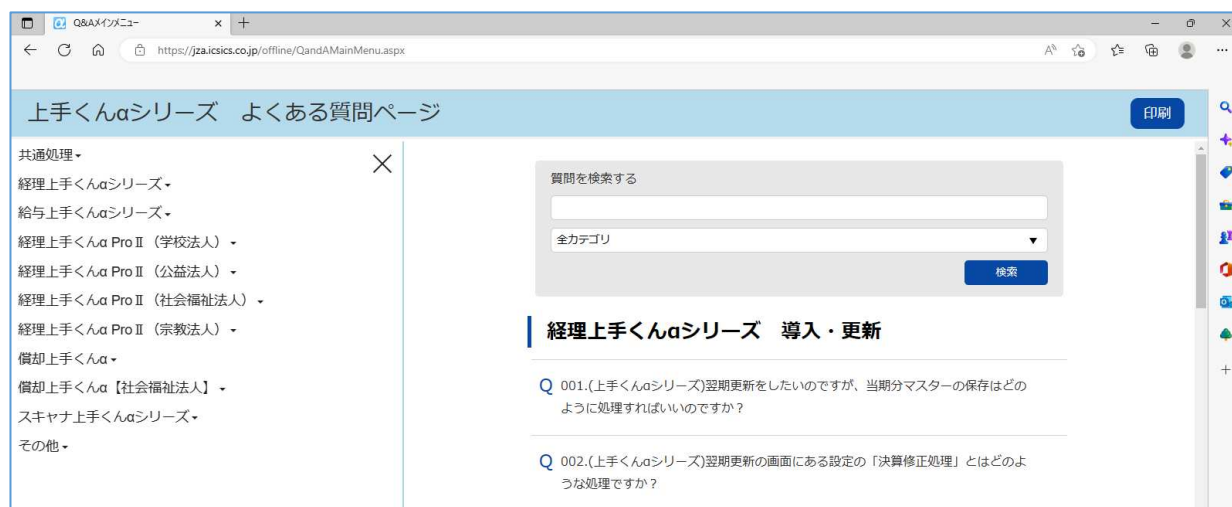 Q&Aメインメニュー
https://jza.icsics.co.jp/offline/QandAMainMenu.aspx
上手くんαシリーズ　よくある質問ページ
印刷
共通処理
経理上手くんαシリーズ
給与上手くんαシリーズ
経理上手くんα ProⅡ（学校法人）
経理上手くんα ProⅡ（公益法人）
経理上手くんα ProⅡ（社会福祉法人）
経理上手くんα ProⅡ（宗教法人）
償却上手くんα
償却上手くんα【社会福祉法人】
スキャナ上手くんαシリーズ
その他
質問を検索する
全カテゴリ
検索
経理上手くんαシリーズ　導入・更新
Q 001.(上手くんαシリーズ)翌期更新をしたいのですが、当期分マスターの保存はどの
ように処理すればいいのですか？
Q 002.(上手くんαシリーズ)翌期更新の画面にある設定の「決算修正処理」とはどのよ
うな処理ですか？